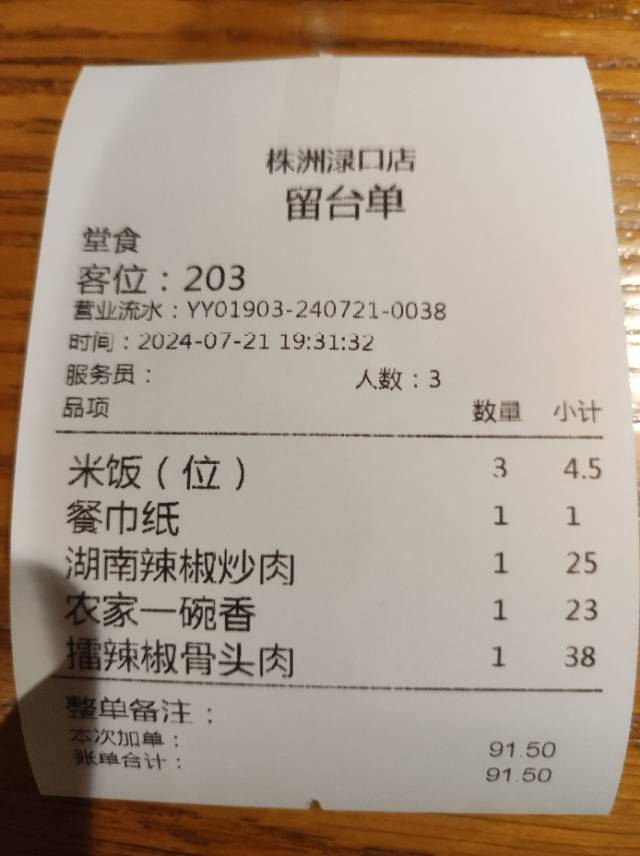 株洲渌口店
留台单
堂食
客位：203
营业流水：YY01903-240721-0038
时间：2024-07-21 19:31:32
服务员： 人数：3
品项 数量 小计
米饭（位） 3 4.5
餐巾纸 1 1
湖南辣椒炒肉 1 25
农家一碗香 1 23
擂辣椒骨头肉 1 38
整单备注：
本次加单： 91.50
账单合计： 91.50